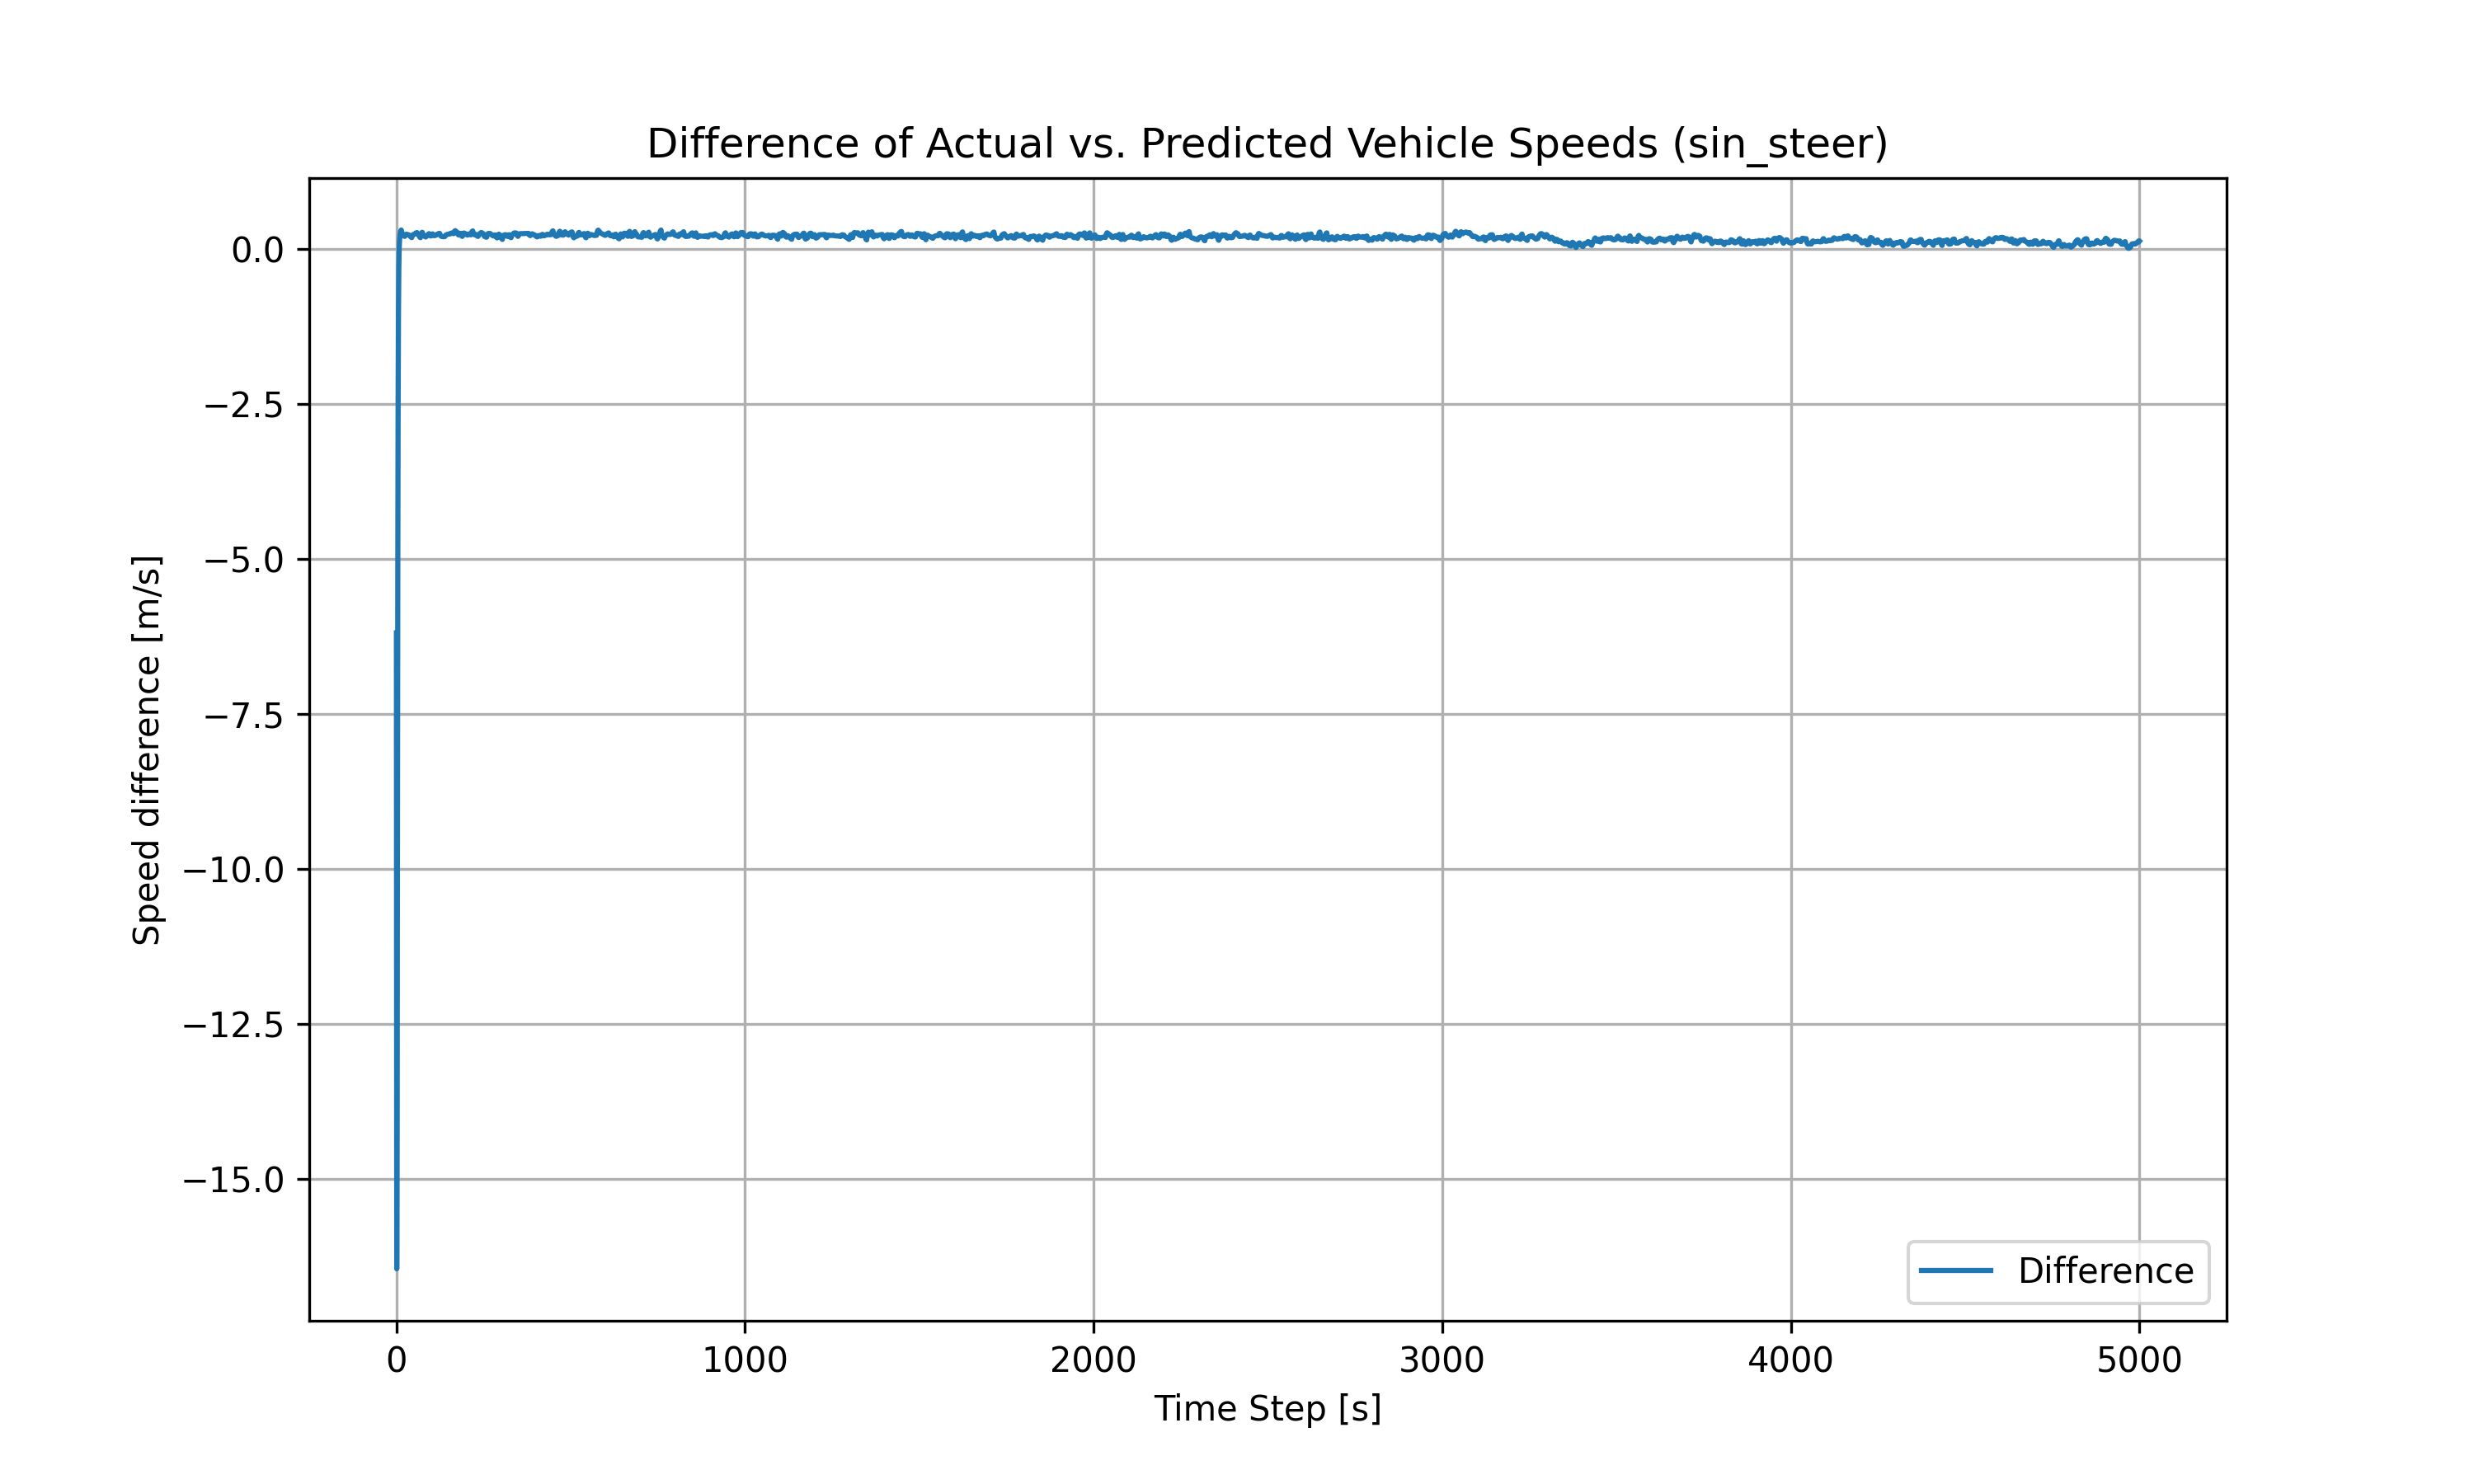 Difference of Actual vs. Predicted Vehicle Speeds (sin_steer)
0.0
−2.5
−5.0
−7.5
−10.0
−12.5
−15.0
Speed difference [m/s]
Difference
0 1000 2000 3000 4000 5000
Time Step [s]